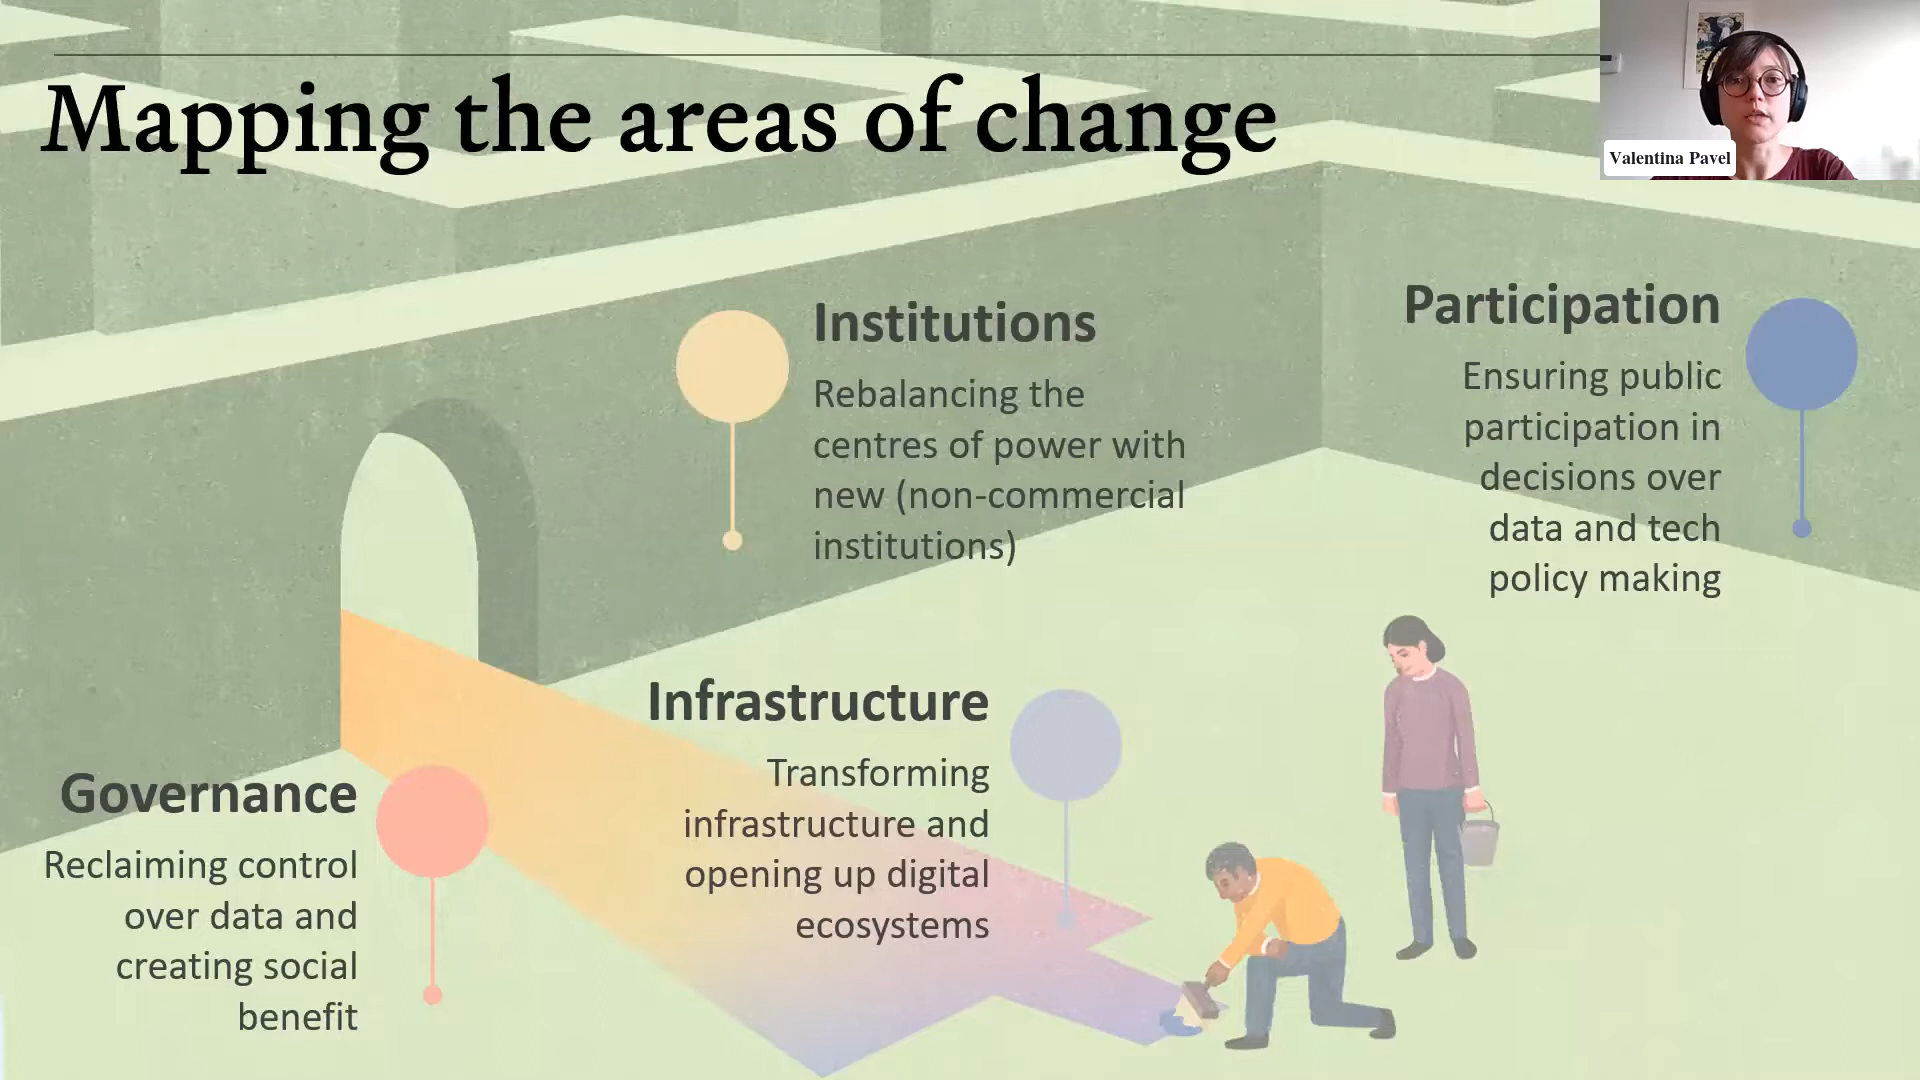 Mapping the areas of change
Valentina Pavel
Institutions
Rebalancing the
centres of power with
new (non-commercial
institutions)
Participation
Ensuring public
participation in
decisions over
data and tech
policy making
Infrastructure
Transforming
infrastructure and
opening up digital
ecosystems
Governance
Reclaiming control
over data and
creating social
benefit